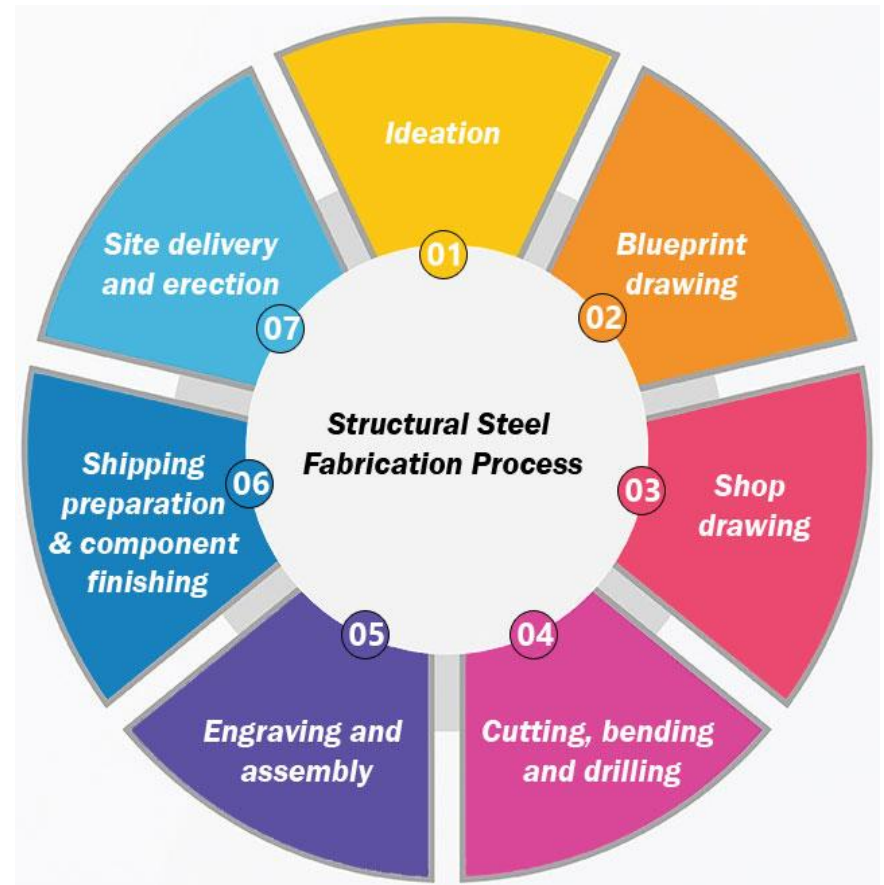 Structural Steel
Fabrication Process
01
Ideation
02
Blueprint
drawing
03
Shop
drawing
04
Cutting, bending
and drilling
05
Engraving and
assembly
06
Shipping
preparation
& component
finishing
07
Site delivery
and erection